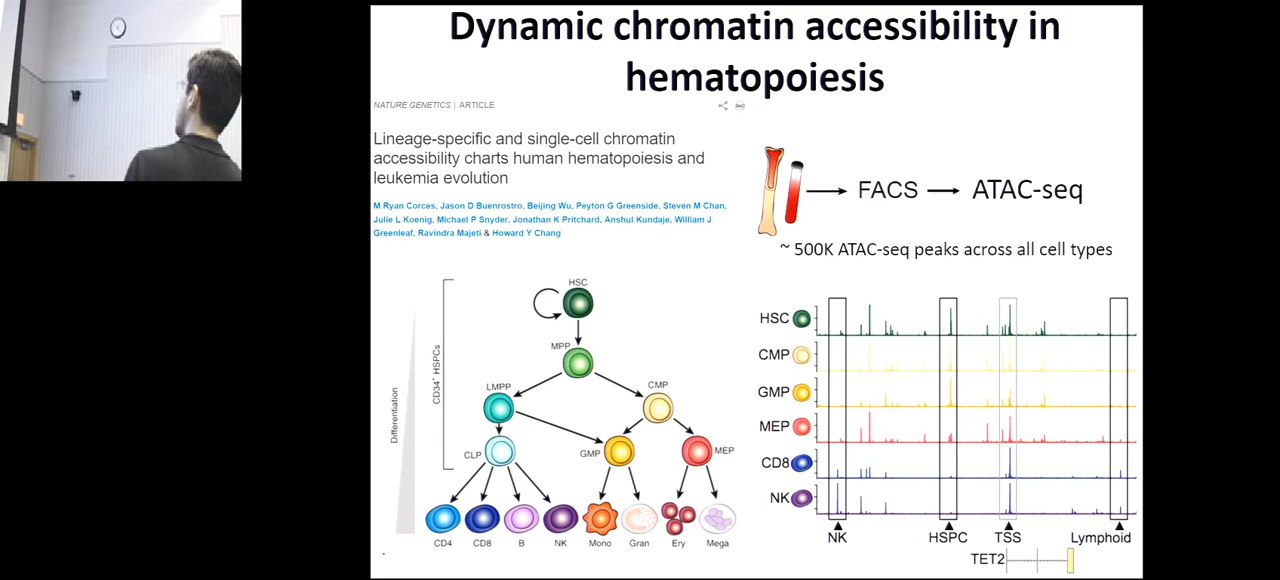 Dynamic chromatin accessibility in
hematopoiesis
NATURE GENETICS | ARTICLE
Lineage-specific and single-cell chromatin
accessibility charts human hematopoiesis and
leukemia evolution
M Ryan Corces, Jason D Buenrostro, Beijing Wu, Peyton G Greenside, Steven M Chan,
Julie L Koenig, Michael P Snyder, Jonathan K Pritchard, Anshul Kundaje, William J
Greenleaf, Ravindra Majeti & Howard Y Chang
FACS
ATAC-seq
~ 500K ATAC-seq peaks across all cell types
Differentiation
CD34+ HSPCs
HSC
MPP
LMPP
CMP
CLP
GMP
MEP
CD4
CD8
B
NK
Mono
Gran
Ery
Mega
HSC
CMP
GMP
MEP
CD8
NK
NK
HSPC
TSS
Lymphoid
TET2